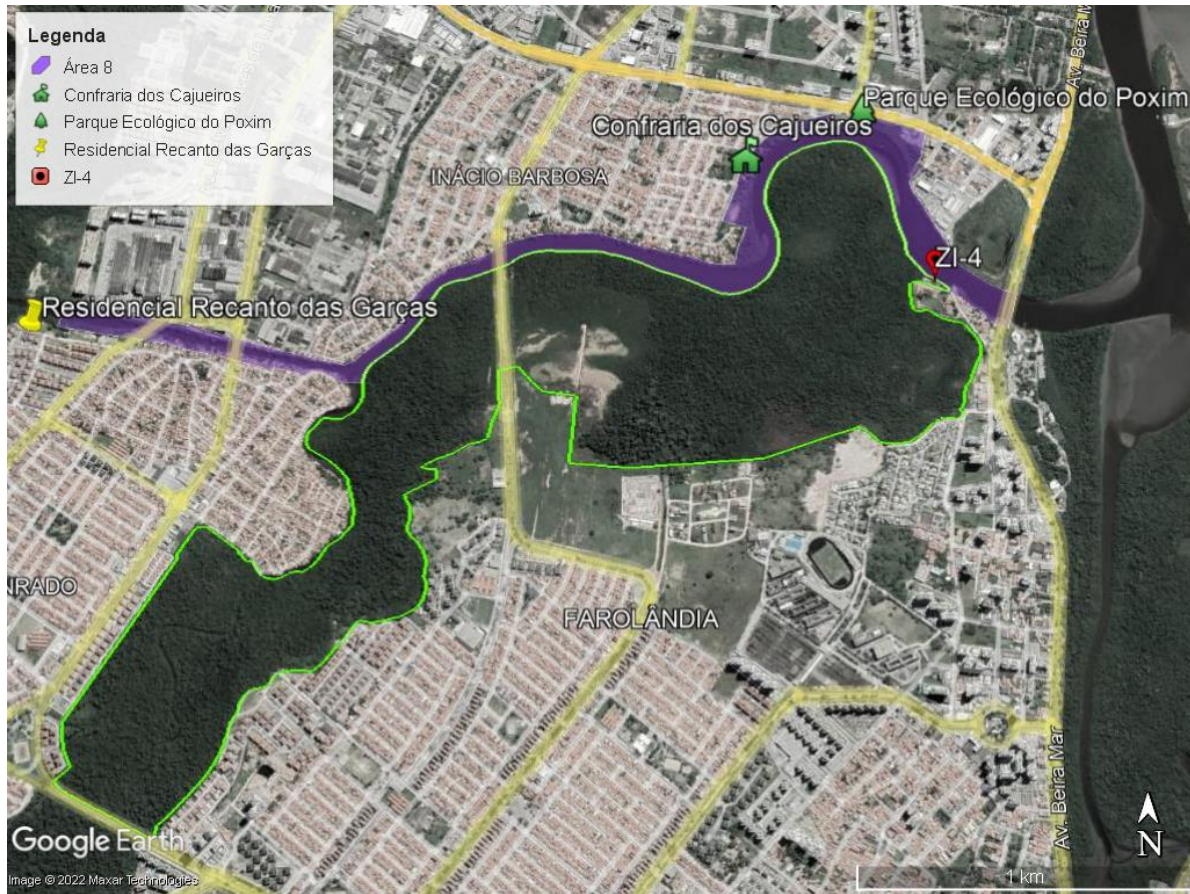 Legenda
Área 8
Confraria dos Cajueiros
Parque Ecológico do Poxim
Residencial Recanto das Garças
ZI-4
Av. Beira M
Parque Ecológico do Poxim
Confraria dos Cajueiros
INÁCIO BARBOSA
ZI-4
Residencial Recanto das Garças
NRADO
FAROLÂNDIA
Av. Beira Mar
Google Earth
N
Image © 2022 Maxar Technologies
1 km